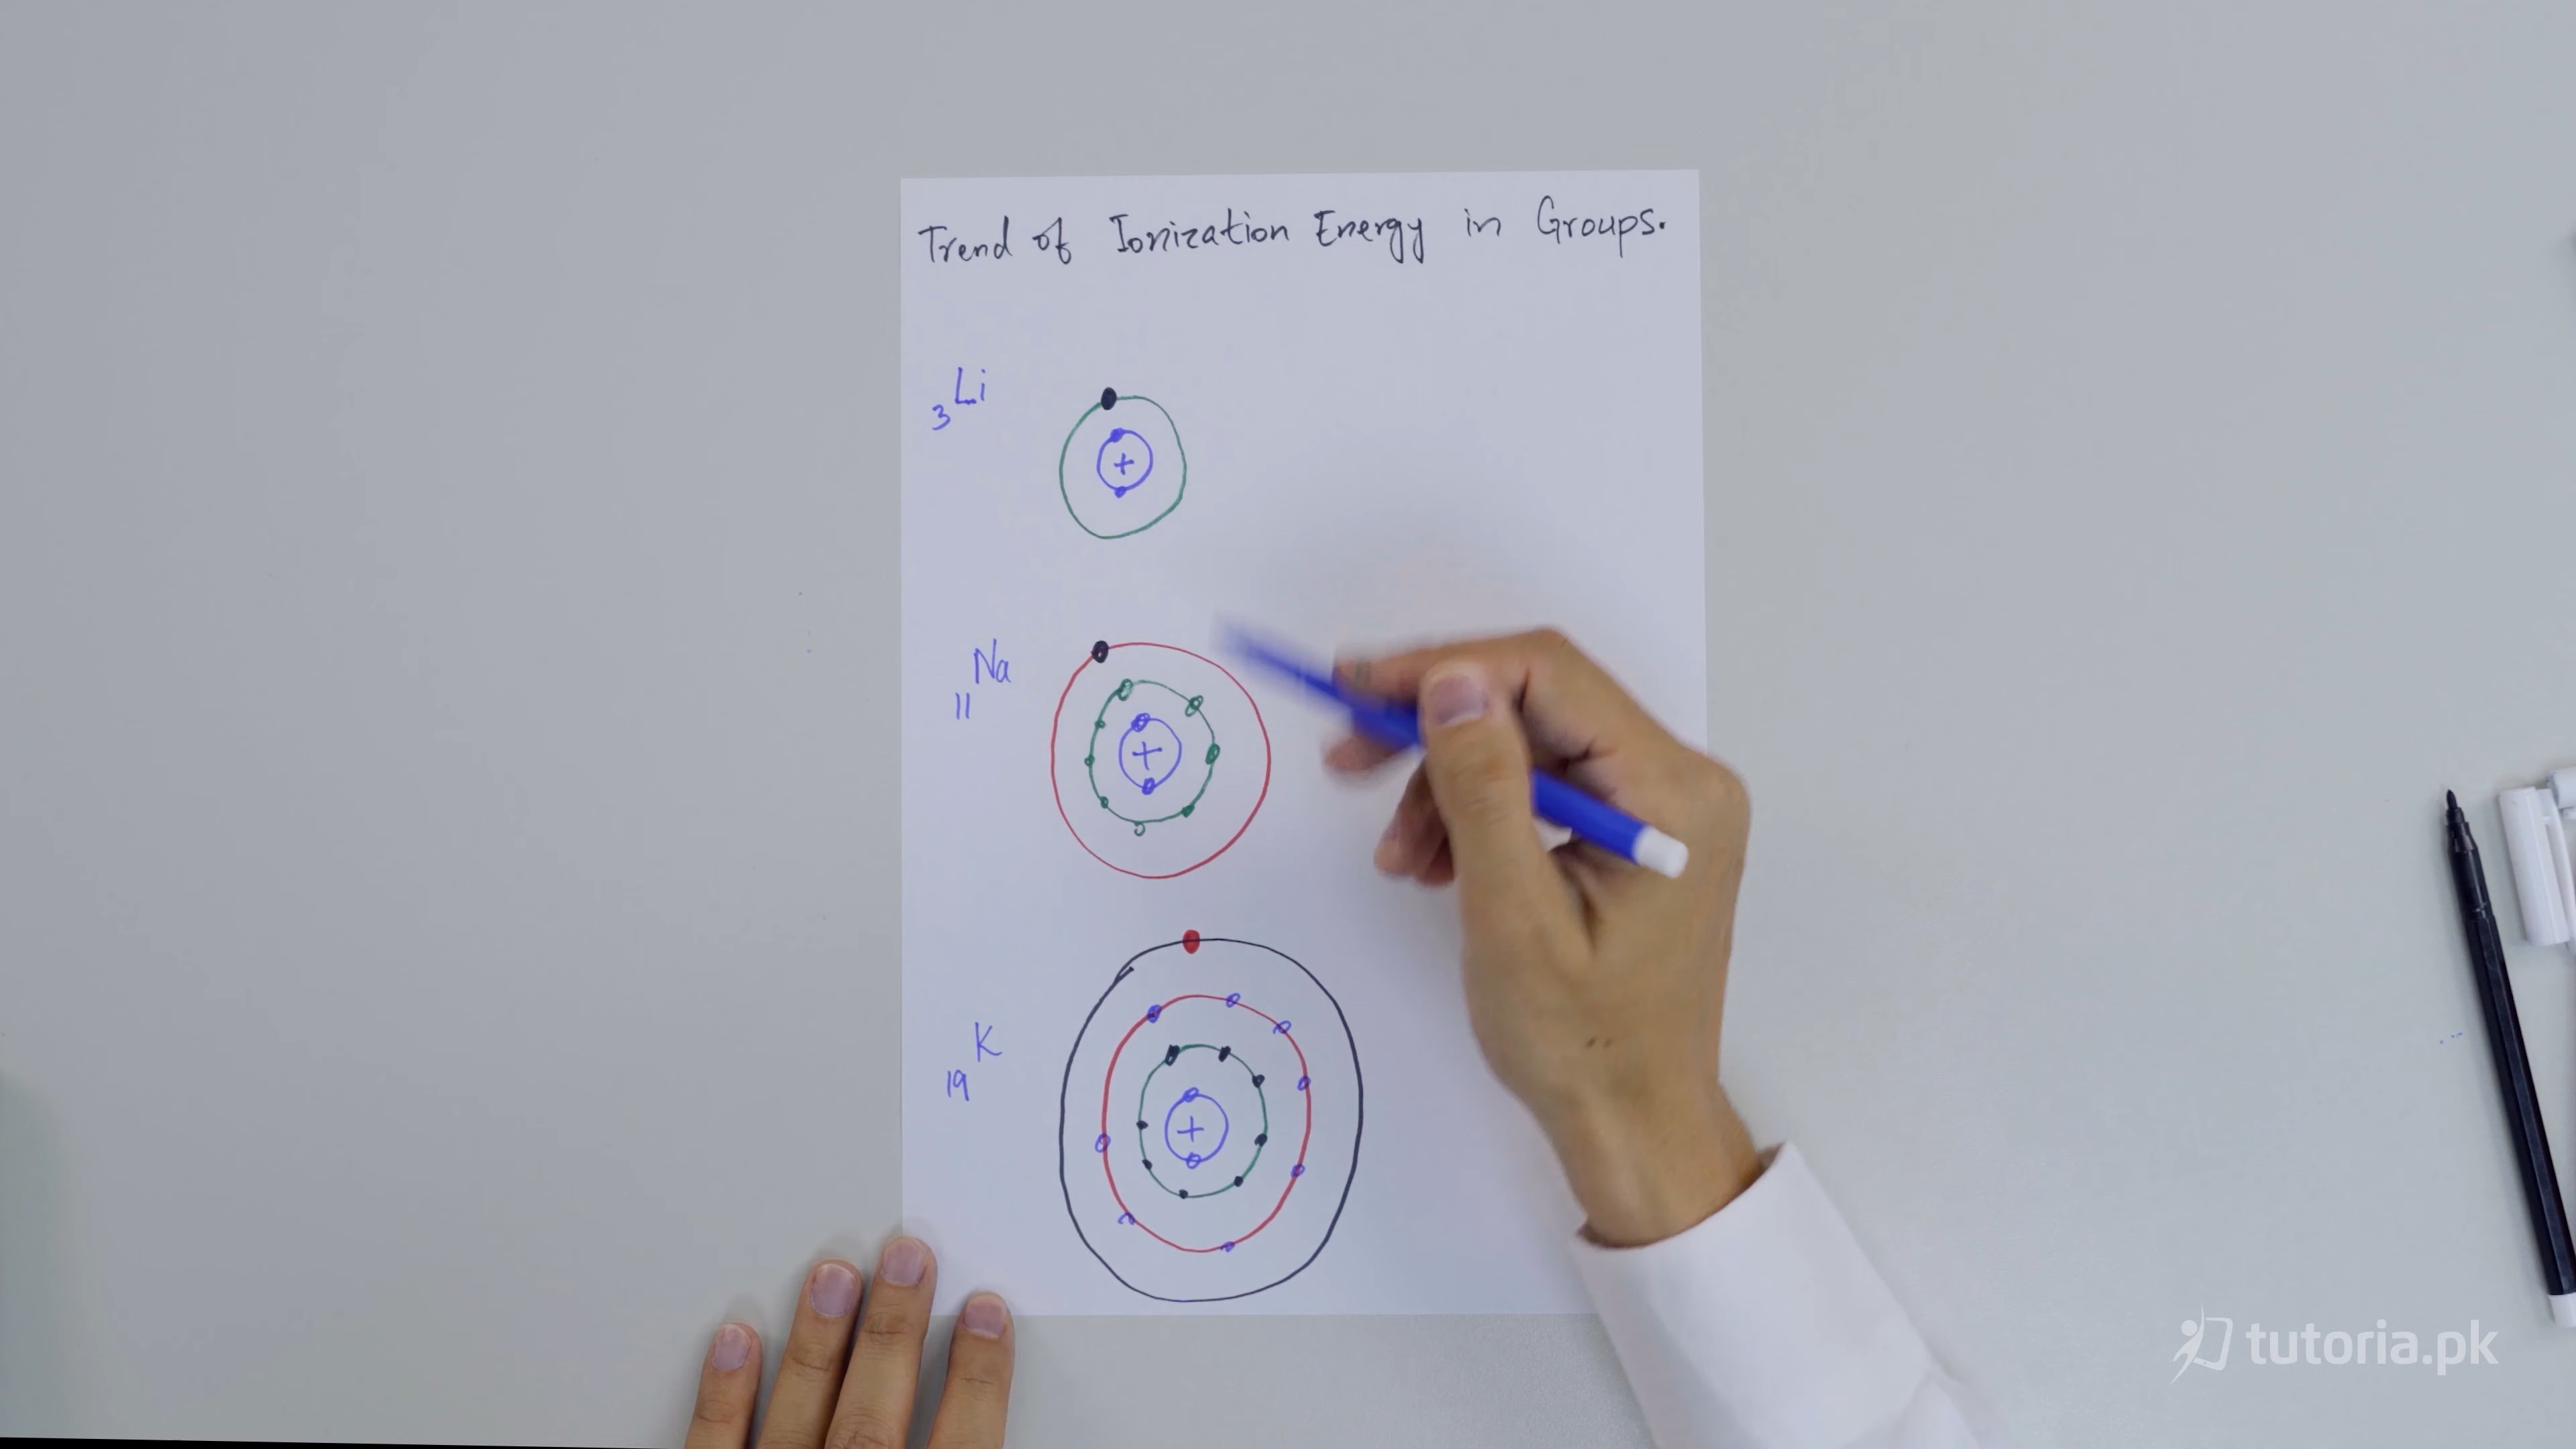 Trend of Ionization Energy in Groups.
3Li
+
11Na
+
19K
+
tutoria.pk